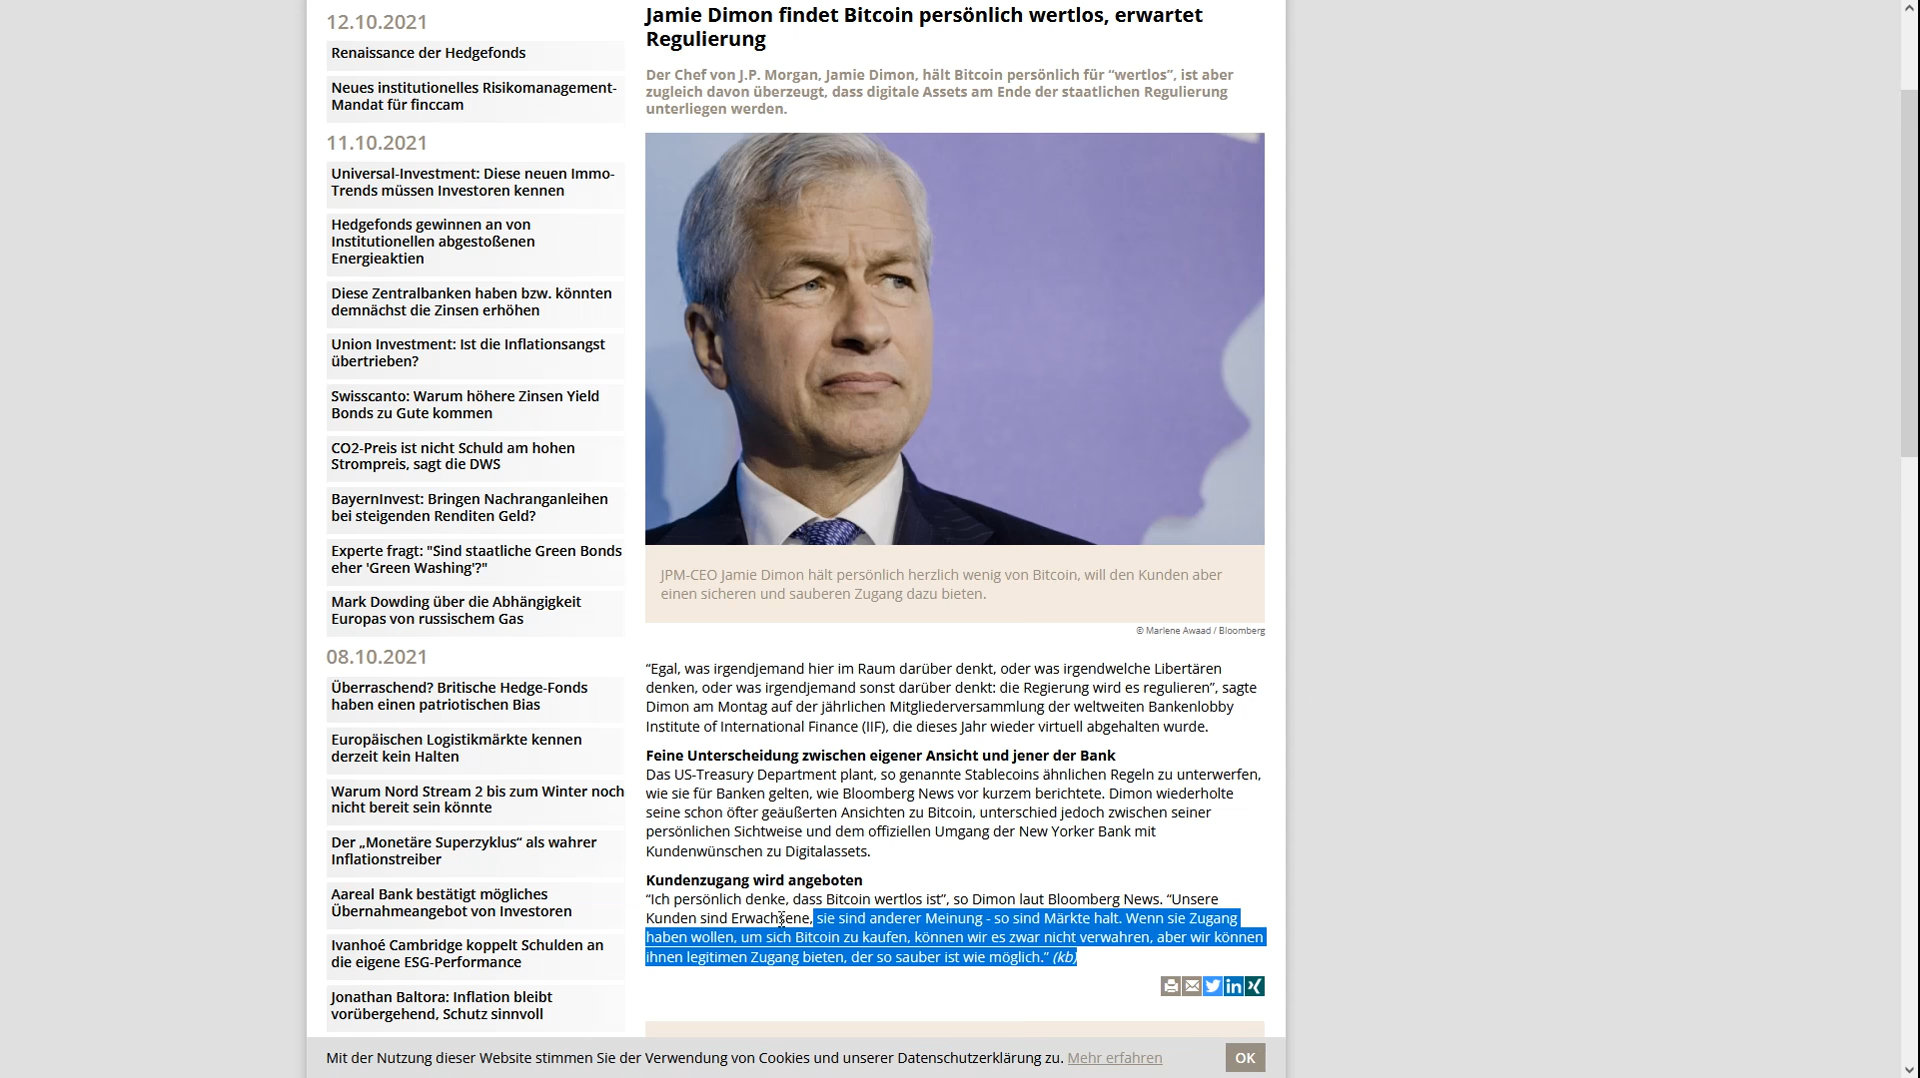 12.10.2021
Renaissance der Hedgefonds
Neues institutionelles Risikomanagement-
Mandat für finccam
11.10.2021
Universal-Investment: Diese neuen Immo-
Trends müssen Investoren kennen
Hedgefonds gewinnen an von
Institutionellen abgestoßenen
Energieaktien
Diese Zentralbanken haben bzw. könnten
demnächst die Zinsen erhöhen
Union Investment: Ist die Inflationsangst
übertrieben?
Swisscanto: Warum höhere Zinsen Yield
Bonds zu Gute kommen
CO2-Preis ist nicht Schuld am hohen
Strompreis, sagt die DWS
BayernInvest: Bringen Nachranganleihen
bei steigenden Renditen Geld?
Experte fragt: "Sind staatliche Green Bonds
eher 'Green Washing'?"
Mark Dowding über die Abhängigkeit
Europas von russischem Gas
08.10.2021
Überraschend? Britische Hedge-Fonds
haben einen patriotischen Bias
Europäischen Logistikmärkte kennen
derzeit kein Halten
Warum Nord Stream 2 bis zum Winter noch
nicht bereit sein könnte
Der „Monetäre Superzyklus“ als wahrer
Inflationstreiber
Aareal Bank bestätigt mögliches
Übernahmeangebot von Investoren
Ivanhoé Cambridge koppelt Schulden an
die eigene ESG-Performance
Jonathan Baltora: Inflation bleibt
vorübergehend, Schutz sinnvoll
Jamie Dimon findet Bitcoin persönlich wertlos, erwartet
Regulierung
Der Chef von J.P. Morgan, Jamie Dimon, hält Bitcoin persönlich für “wertlos”, ist aber
zugleich davon überzeugt, dass digitale Assets am Ende der staatlichen Regulierung
unterliegen werden.
JPM-CEO Jamie Dimon hält persönlich herzlich wenig von Bitcoin, will den Kunden aber
einen sicheren und sauberen Zugang dazu bieten.
© Marlene Awaad / Bloomberg
“Egal, was irgendjemand hier im Raum darüber denkt, oder was irgendwelche Libertären
denken, oder was irgendjemand sonst darüber denkt: die Regierung wird es regulieren”, sagte
Dimon am Montag auf der jährlichen Mitgliederversammlung der weltweiten Bankenlobby
Institute of International Finance (IIF), die dieses Jahr wieder virtuell abgehalten wurde.
Feine Unterscheidung zwischen eigener Ansicht und jener der Bank
Das US-Treasury Department plant, so genannte Stablecoins ähnlichen Regeln zu unterwerfen,
wie sie für Banken gelten, wie Bloomberg News vor kurzem berichtete. Dimon wiederholte
seine schon öfter geäußerten Ansichten zu Bitcoin, unterschied jedoch zwischen seiner
persönlichen Sichtweise und dem offiziellen Umgang der New Yorker Bank mit
Kundenwünschen zu Digitalassets.
Kundenzugang wird angeboten
“Ich persönlich denke, dass Bitcoin wertlos ist”, so Dimon laut Bloomberg News. “Unsere
Kunden sind Erwachsene, sie sind anderer Meinung - so sind Märkte halt. Wenn sie Zugang
haben wollen, um sich Bitcoin zu kaufen, können wir es zwar nicht verwahren, aber wir können
ihnen legitimen Zugang bieten, der so sauber ist wie möglich.” (kb)
Mit der Nutzung dieser Website stimmen Sie der Verwendung von Cookies und unserer Datenschutzerklärung zu. Mehr erfahren
OK